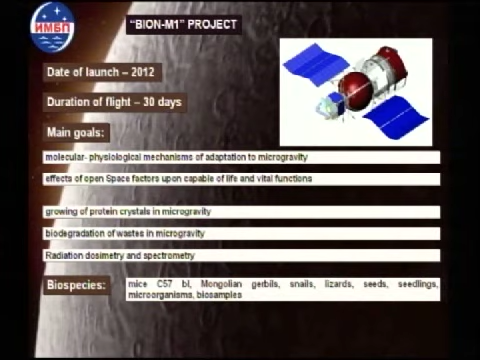 ИМБП
“BION-M1” PROJECT
Date of launch – 2012
Duration of flight – 30 days
Main goals:
molecular- physiological mechanisms of adaptation to microgravity
effects of open Space factors upon capable of life and vital functions
growing of protein crystals in microgravity
biodegradation of wastes in microgravity
Radiation dosimetry and spectrometry
Biospecies:
mice C57 bl, Mongolian gerbils, snails, lizards, seeds, seedlings,
microorganisms, biosamples